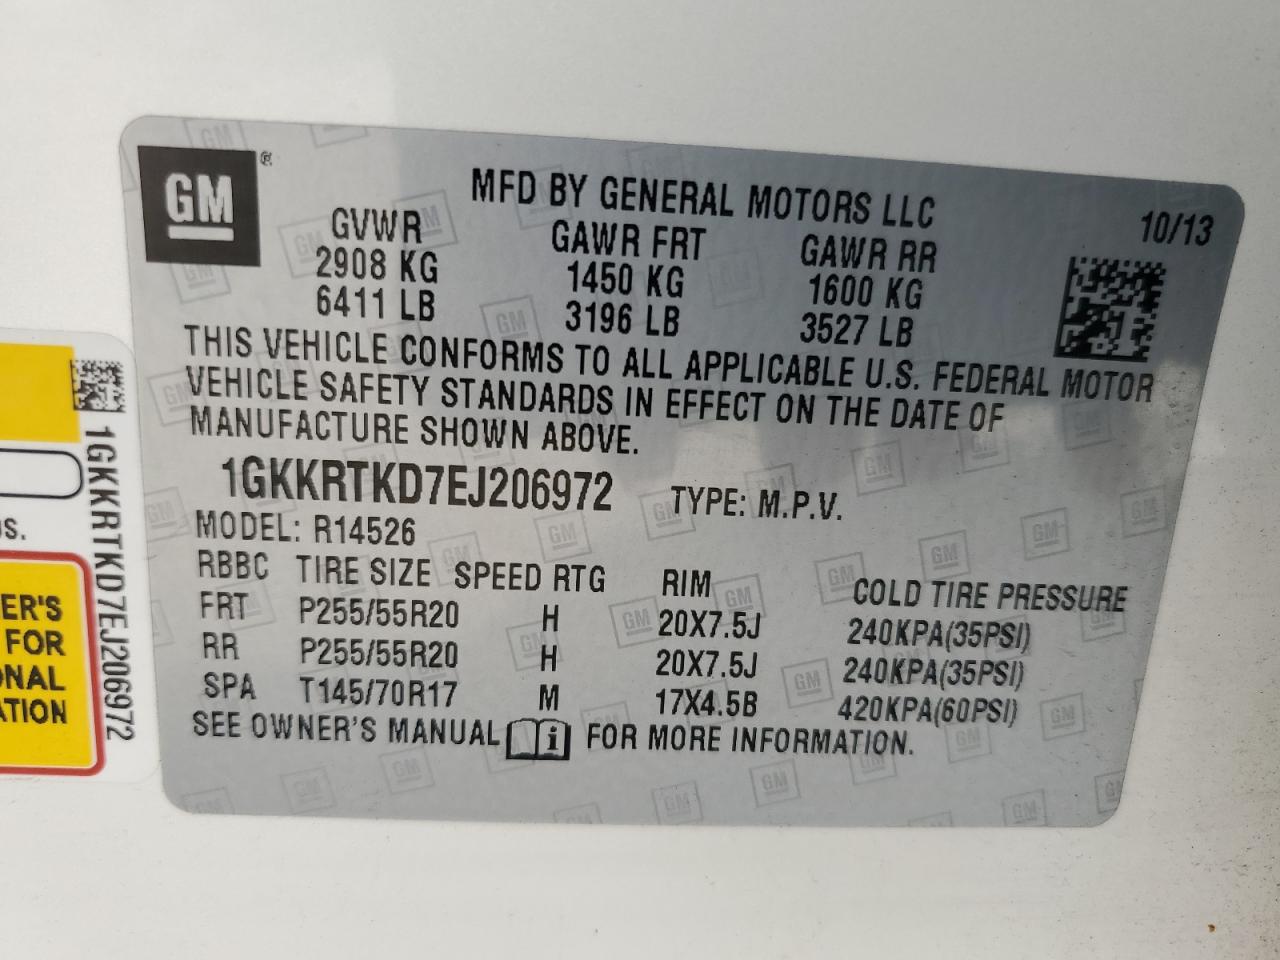 GM ®
MFD BY GENERAL MOTORS LLC
10/13
GVWR GAWR FRT GAWR RR
2908 KG 1450 KG 1600 KG
6411 LB 3196 LB 3527 LB
THIS VEHICLE CONFORMS TO ALL APPLICABLE U.S. FEDERAL MOTOR
VEHICLE SAFETY STANDARDS IN EFFECT ON THE DATE OF
MANUFACTURE SHOWN ABOVE.
1GKKRTKD7EJ206972 TYPE: M.P.V.
MODEL: R14526
RBBC TIRE SIZE SPEED RTG RIM COLD TIRE PRESSURE
FRT P255/55R20 H 20X7.5J 240KPA(35PSI)
RR P255/55R20 H 20X7.5J 240KPA(35PSI)
SPA T145/70R17 M 17X4.5B 420KPA(60PSI)
SEE OWNER'S MANUAL i FOR MORE INFORMATION.
1GKKRTKD7EJ206972
S.
ER'S
FOR
ONAL
ATION